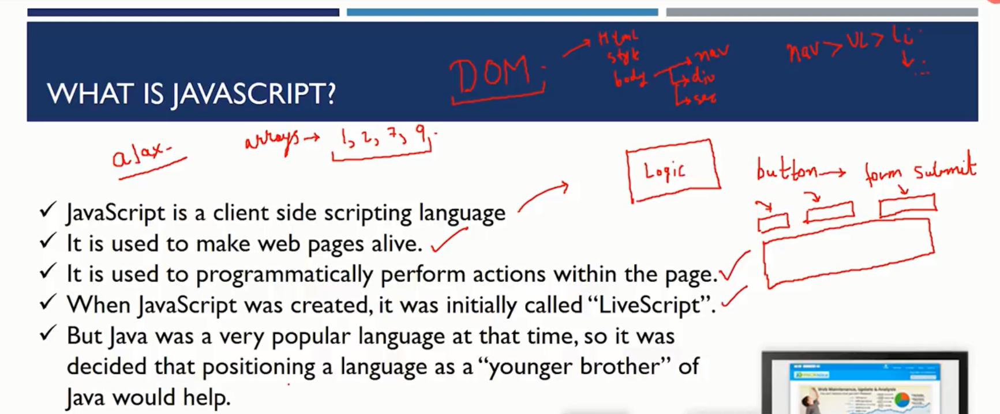 DOM.
Html
style
body
nav
div
sec
nav > UL > Li
...
WHAT IS JAVASCRIPT?
ajax
arrays → 1, 2, 7, 9,
Logic
button → form submit
✓ JavaScript is a client side scripting language
✓ It is used to make web pages alive.
✓ It is used to programmatically perform actions within the page.
✓ When JavaScript was created, it was initially called “LiveScript”.
✓ But Java was a very popular language at that time, so it was
decided that positioning a language as a “younger brother” of
Java would help.
Web Maintenance, Update & Analysis